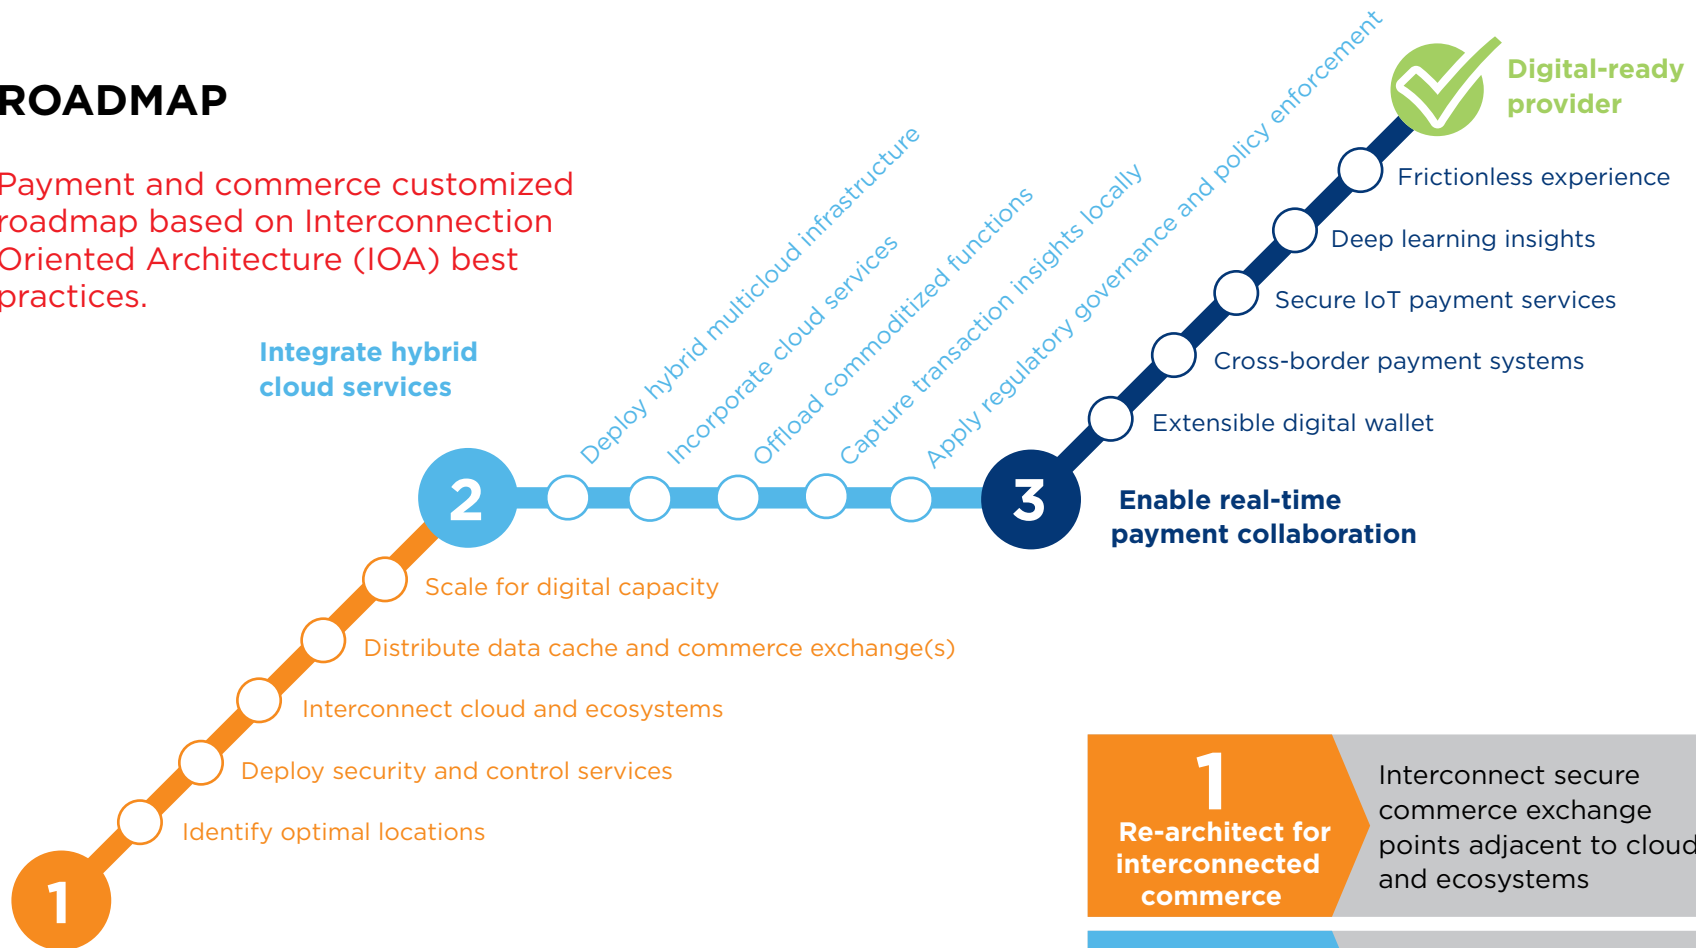 ROADMAP
Payment and commerce customized
roadmap based on Interconnection
Oriented Architecture (IOA) best
practices.
Integrate hybrid
cloud services
Deploy hybrid multicloud infrastructure
Incorporate cloud services
Offload commoditized functions
Capture transaction insights locally
Apply regulatory governance and policy enforcement
Digital-ready
provider
Frictionless experience
Deep learning insights
Secure IoT payment services
Cross-border payment systems
Extensible digital wallet
2
3
Enable real-time
payment collaboration
Scale for digital capacity
Distribute data cache and commerce exchange(s)
Interconnect cloud and ecosystems
Deploy security and control services
Identify optimal locations
1
1
Re-architect for
interconnected
commerce
Interconnect secure
commerce exchange
points adjacent to cloud
and ecosystems